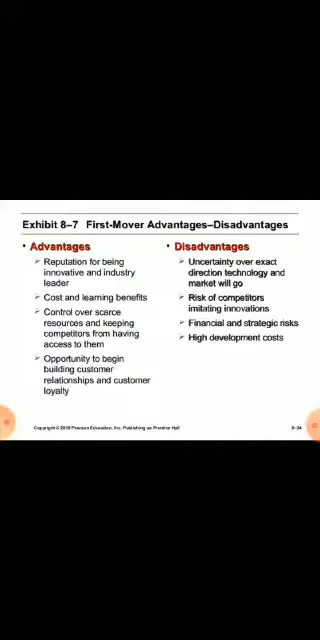 Exhibit 8–7 First-Mover Advantages–Disadvantages
• Advantages
➢ Reputation for being
innovative and industry
leader
➢ Cost and learning benefits
➢ Control over scarce
resources and keeping
competitors from having
access to them
➢ Opportunity to begin
building customer
relationships and customer
loyalty
• Disadvantages
➢ Uncertainty over exact
direction technology and
market will go
➢ Risk of competitors
imitating innovations
➢ Financial and strategic risks
➢ High development costs
Copyright © 2010 Pearson Education, Inc. Publishing as Prentice Hall
8–34